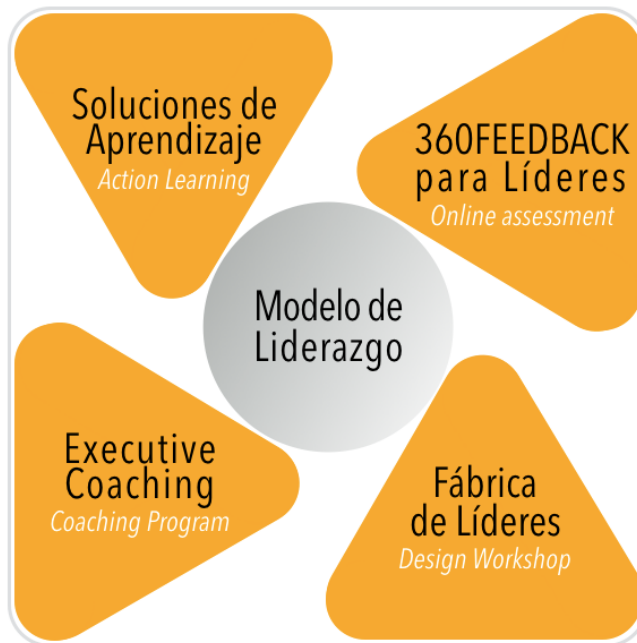 Soluciones de
Aprendizaje
Action Learning
360FEEDBACK
para Líderes
Online assessment
Modelo de
Liderazgo
Executive
Coaching
Coaching Program
Fábrica
de Líderes
Design Workshop